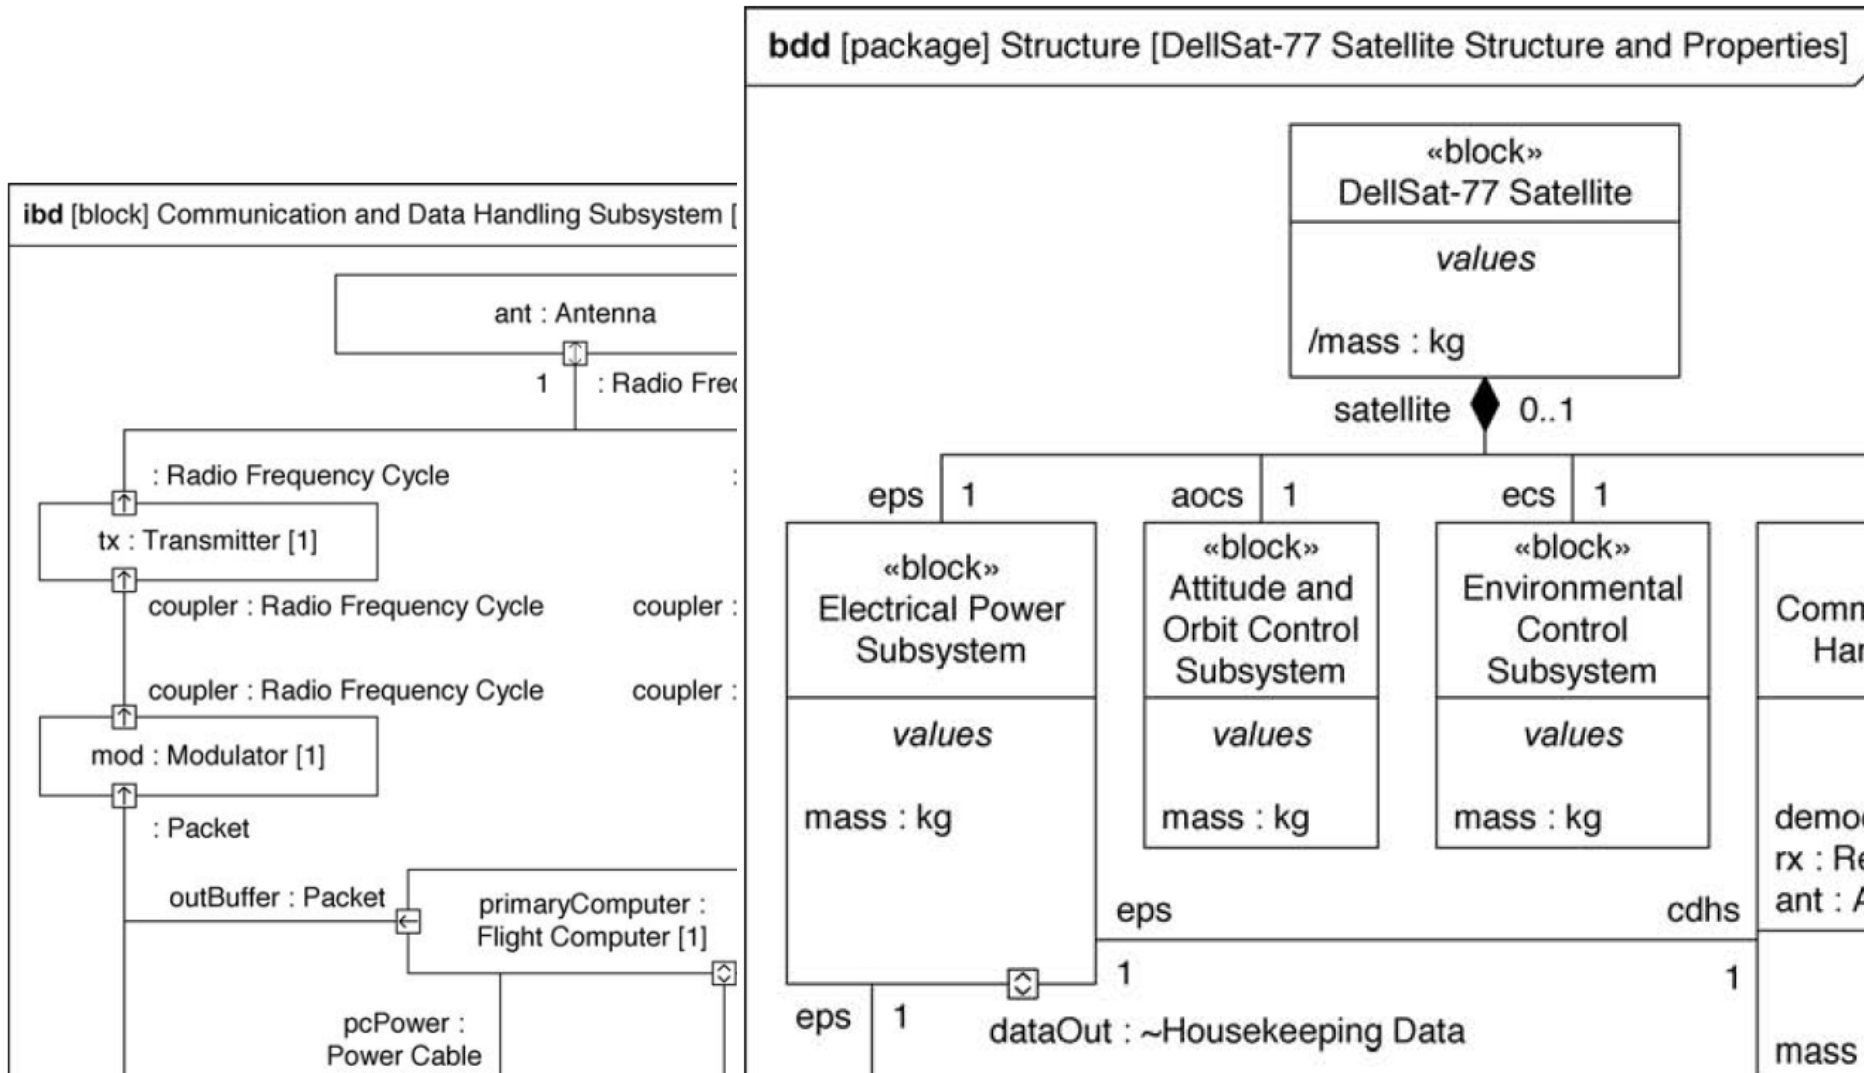 ibd [block] Communication and Data Handling Subsystem [
ant : Antenna
1
: Radio
: Radio Frequency Cycle
:
tx : Transmitter [1]
coupler : Radio Frequency Cycle
coupler :
coupler : Radio Frequency Cycle
coupler :
mod : Modulator [1]
: Packet
outBuffer : Packet
primaryComputer :
Flight Computer [1]
pcPower :
Power Cable
bdd [package] Structure [DellSat-77 Satellite Structure and Properties]
«block»
DellSat-77 Satellite
values
/mass : kg
satellite
0..1
eps
1
aocs
1
ecs
1
«block»
Electrical Power
Subsystem
values
mass : kg
«block»
Attitude and
Orbit Control
Subsystem
values
mass : kg
«block»
Environmental
Control
Subsystem
values
mass : kg
rx :
ant :
eps
cdhs
1
1
eps
1
dataOut : ~Housekeeping Data
mass